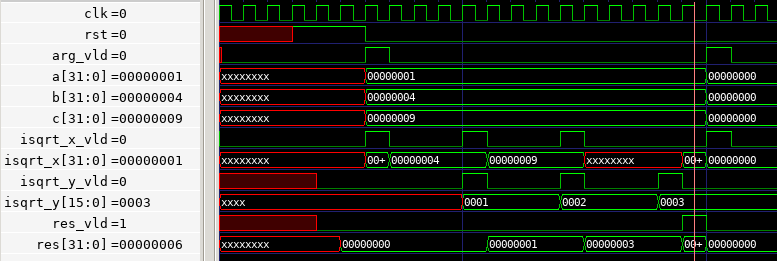 clk=0
rst=0
arg_vld=0
a[31:0]=00000001 xxxxxxxx 00000001 00000000
b[31:0]=00000004 xxxxxxxx 00000004 00000000
c[31:0]=00000009 xxxxxxxx 00000009 00000000
isqrt_x_vld=0
isqrt_x[31:0]=00000001 xxxxxxxx 00+ 00000004 00000009 xxxxxxxx 00+ 00000000
isqrt_y_vld=0
isqrt_y[15:0]=0003 xxxx 0001 0002 0003
res_vld=1
res[31:0]=00000006 xxxxxxxx 00000000 00000001 00000003 00+ 00000000